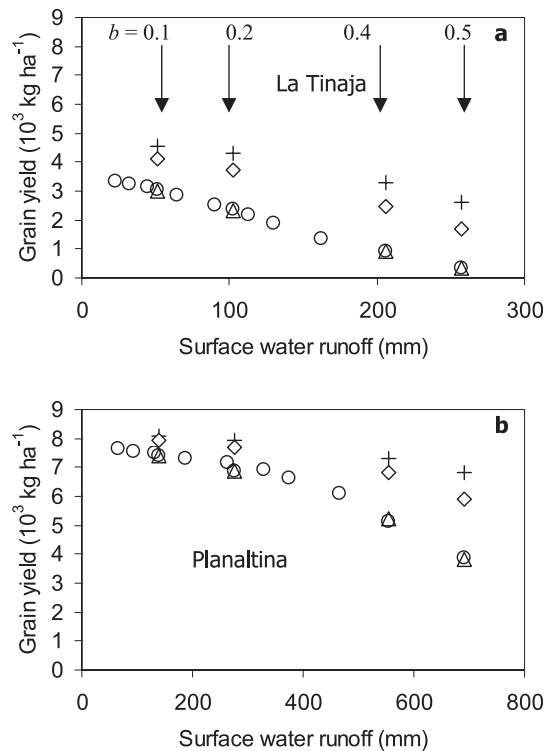 b = 0.1 0.2 0.4 0.5 a
La Tinaja
9
8
7
6
5
4
3
2
1
0
Grain yield (10³ kg ha⁻¹)
0 100 200 300
Surface water runoff (mm)
b
9
8
7
6
5
4
3
2
1
0
Grain yield (10³ kg ha⁻¹)
Planaltina
0 200 400 600 800
Surface water runoff (mm)